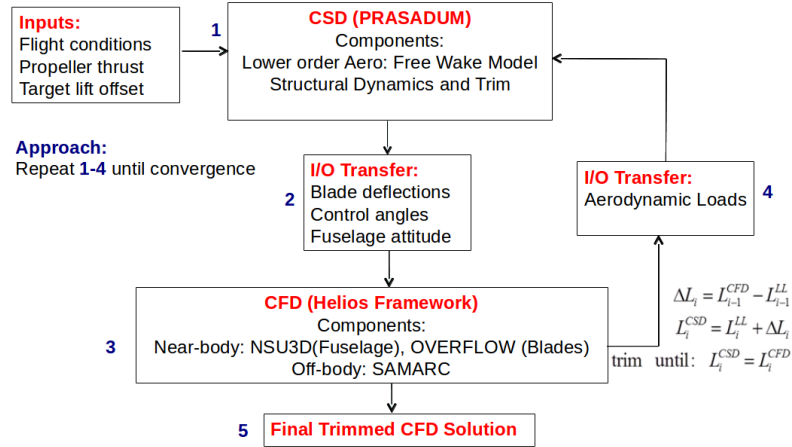 Inputs:
Flight conditions
Propeller thrust
Target lift offset
1
CSD (PRASADUM)
Components:
Lower order Aero: Free Wake Model
Structural Dynamics and Trim
Approach:
Repeat 1-4 until convergence
2
I/O Transfer:
Blade deflections
Control angles
Fuselage attitude
I/O Transfer:
Aerodynamic Loads
4
3
CFD (Helios Framework)
Components:
Near-body: NSU3D(Fuselage), OVERFLOW (Blades)
Off-body: SAMARC
ΔL_i = L_{i-1}^{CFD} − L_{i-1}^{LL}
L_i^{CSD} = L_i^{LL} + ΔL_i
trim until: L_i^{CSD} = L_i^{CFD}
5
Final Trimmed CFD Solution